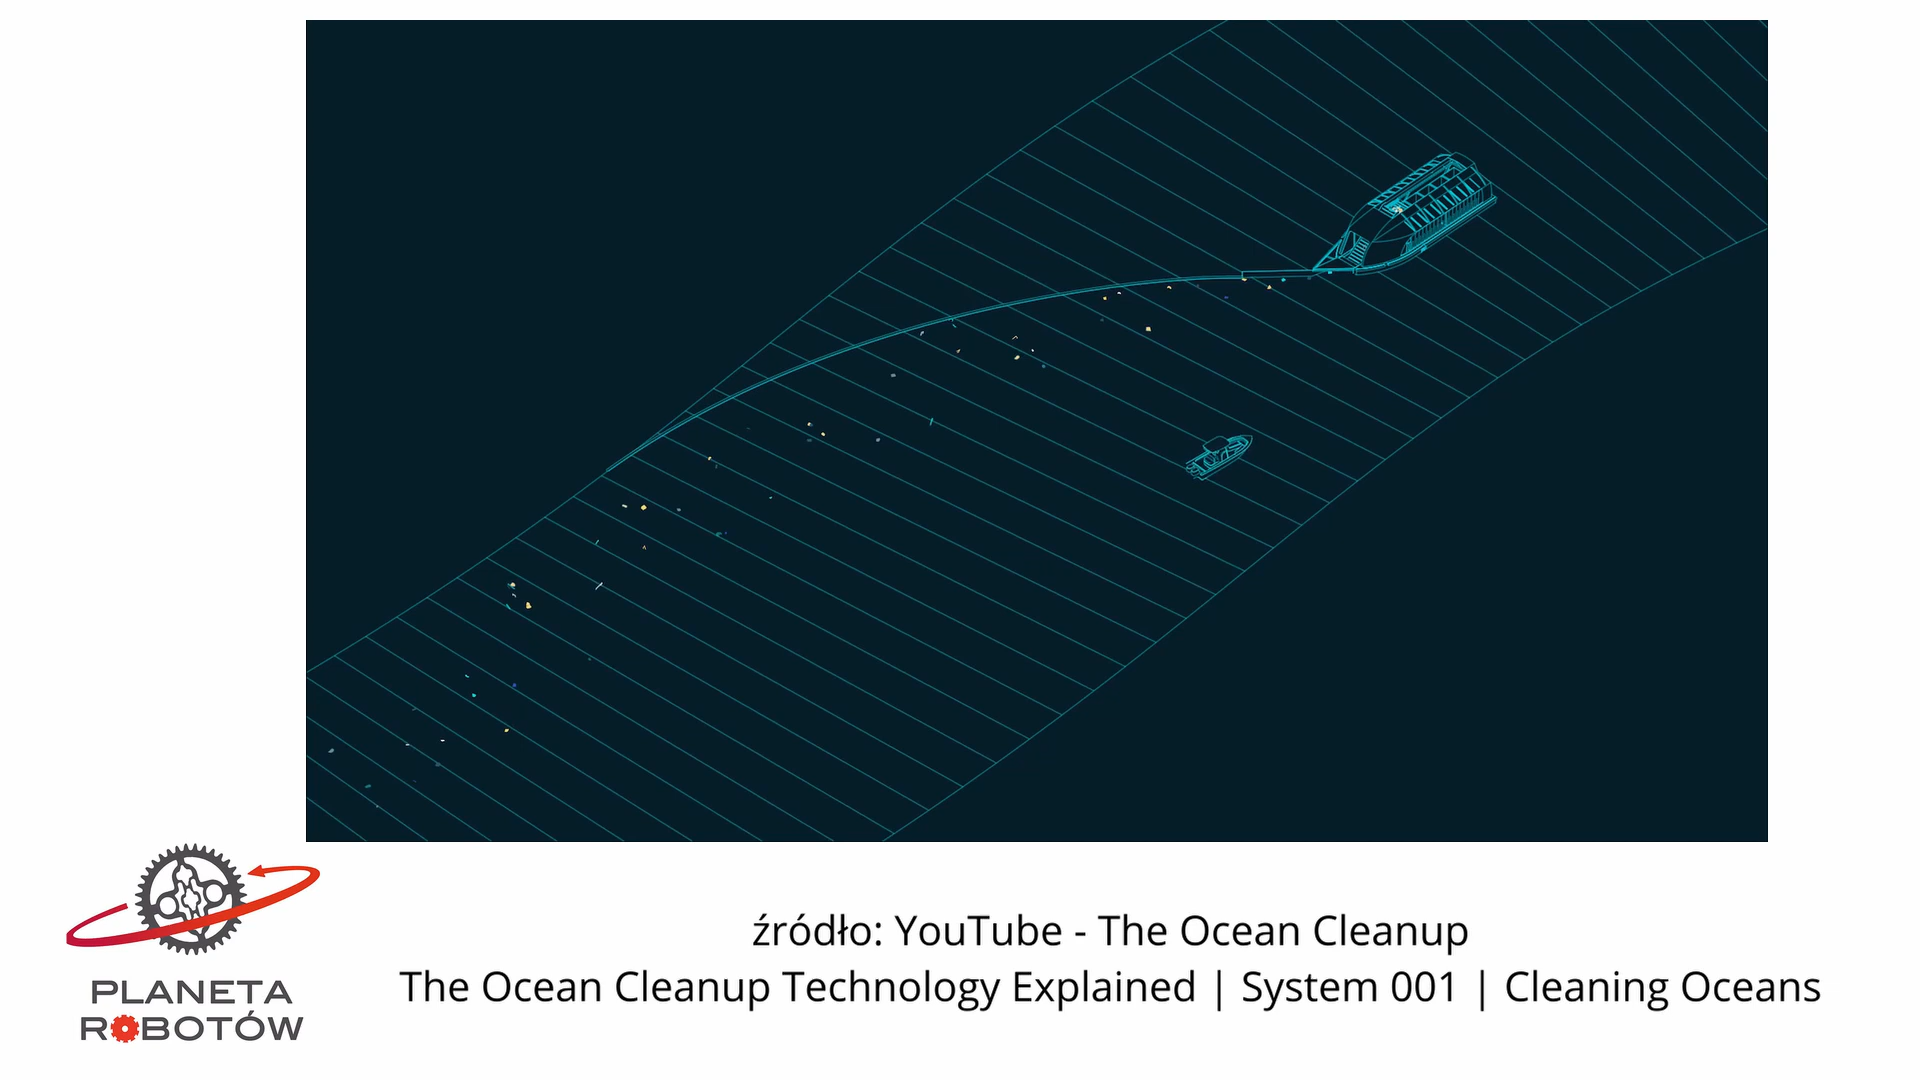 źródło: YouTube - The Ocean Cleanup
The Ocean Cleanup Technology Explained | System 001 | Cleaning Oceans
PLANETA
ROBOTÓW